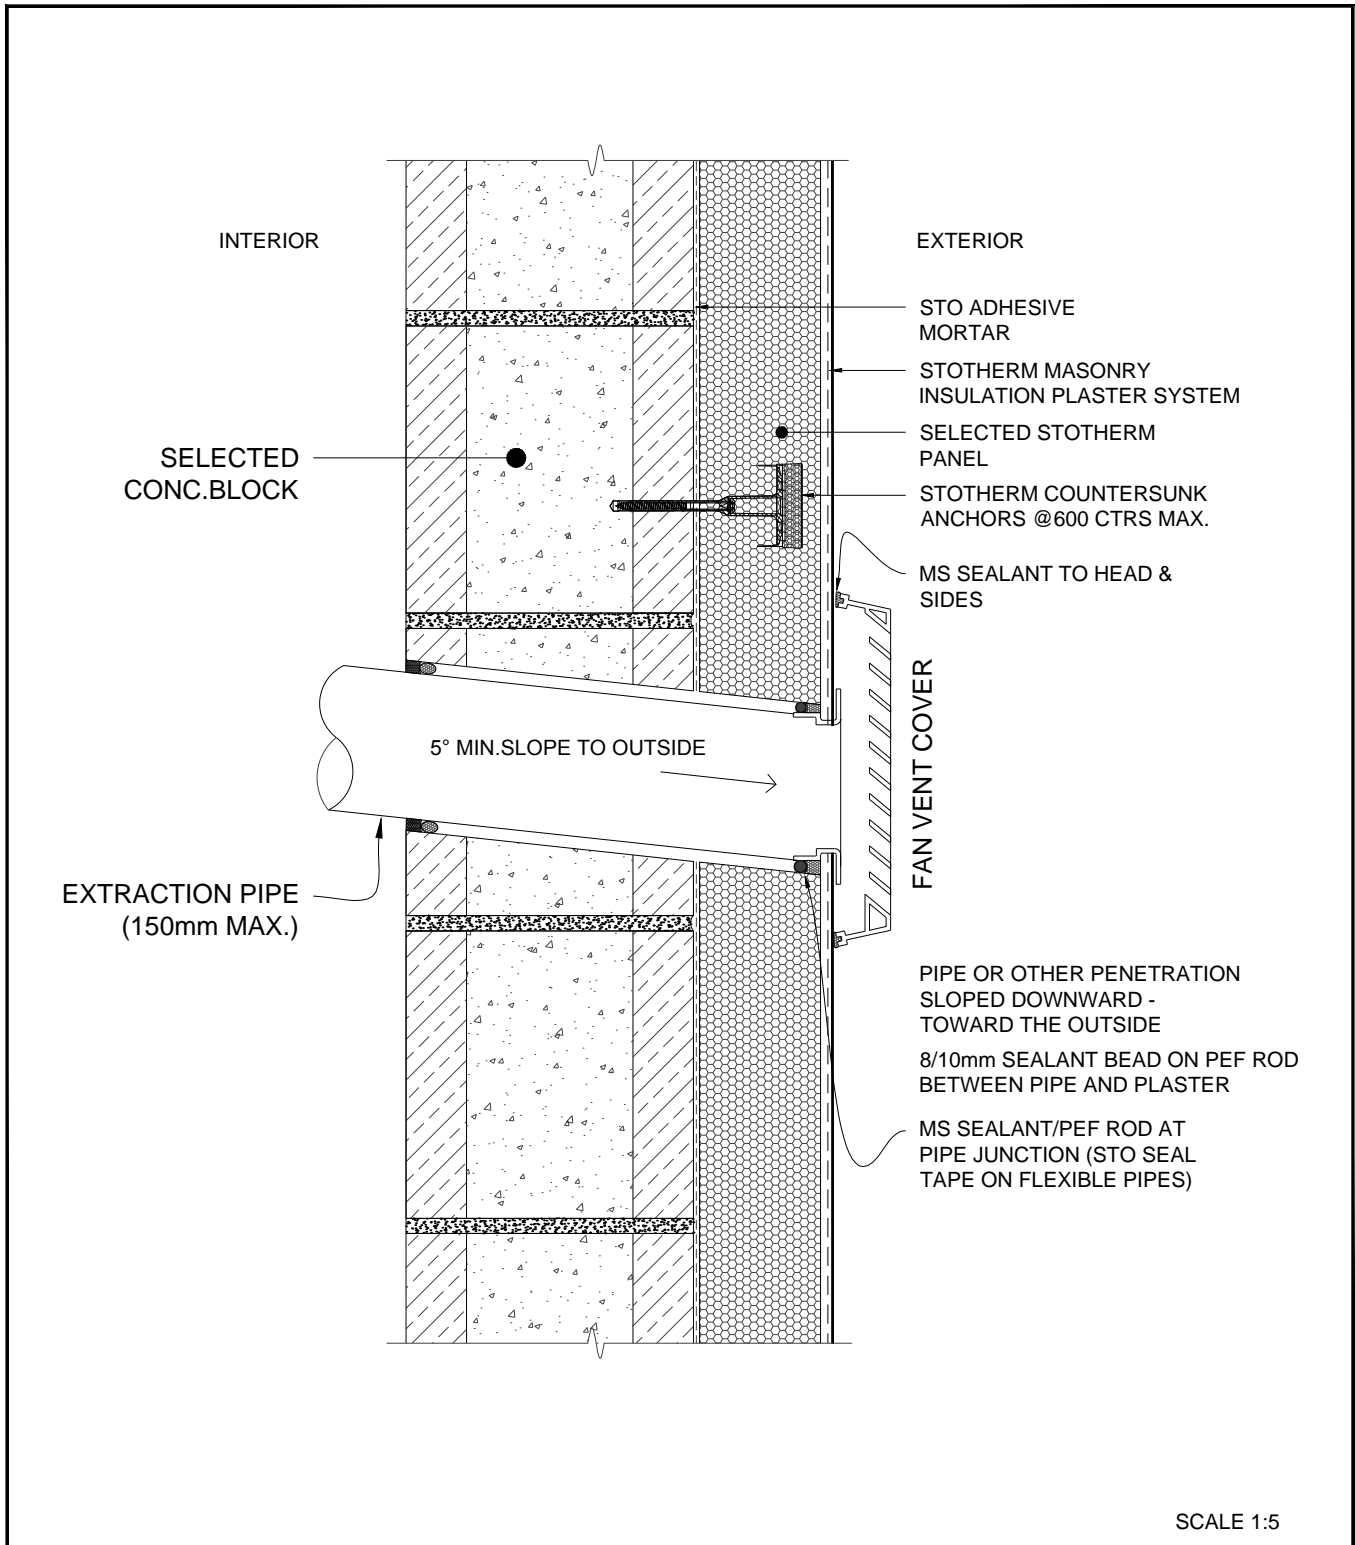 INTERIOR
EXTERIOR
STO ADHESIVE
MORTAR
STOTHERM MASONRY
INSULATION PLASTER SYSTEM
SELECTED STOTHERM
PANEL
SELECTED
CONC.BLOCK
STOTHERM COUNTERSUNK
ANCHORS @600 CTRS MAX.
MS SEALANT TO HEAD &
SIDES
FAN VENT COVER
5° MIN.SLOPE TO OUTSIDE
EXTRACTION PIPE
(150mm MAX.)
PIPE OR OTHER PENETRATION
SLOPED DOWNWARD -
TOWARD THE OUTSIDE
8/10mm SEALANT BEAD ON PEF ROD
BETWEEN PIPE AND PLASTER
MS SEALANT/PEF ROD AT
PIPE JUNCTION (STO SEAL
TAPE ON FLEXIBLE PIPES)
SCALE 1:5